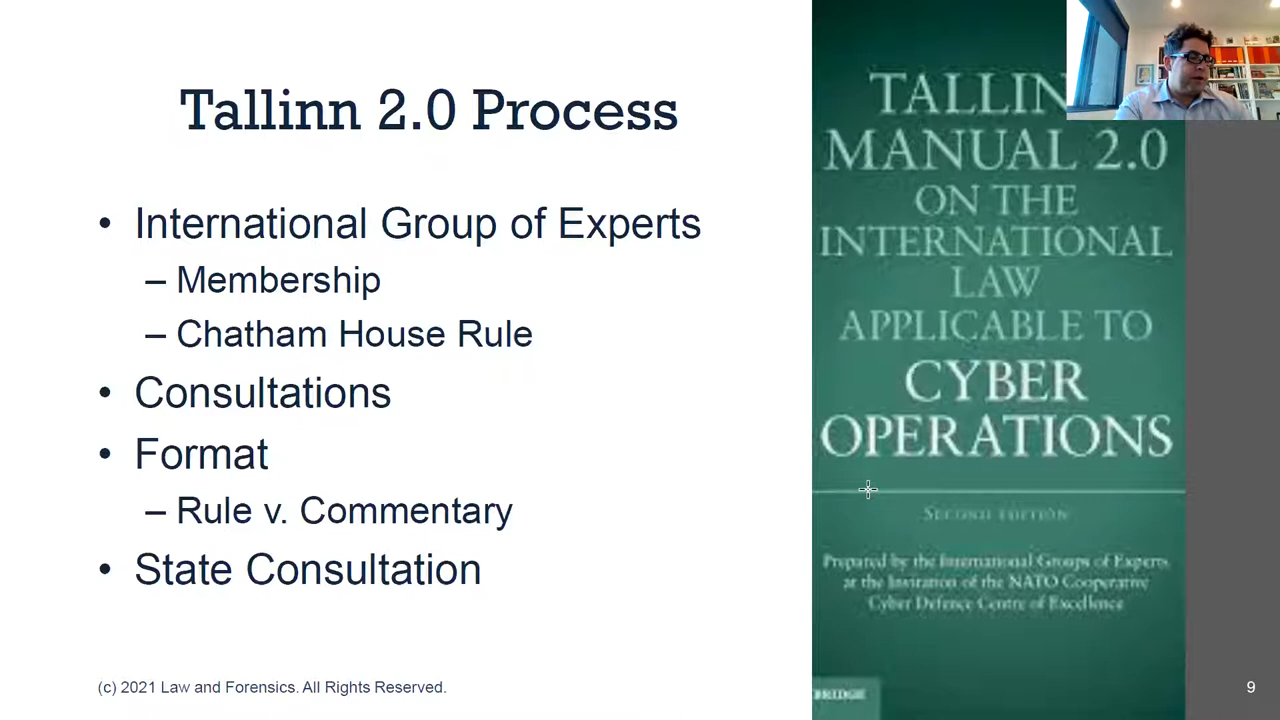 Tallinn 2.0 Process
• International Group of Experts
– Membership
– Chatham House Rule
• Consultations
• Format
– Rule v. Commentary
• State Consultation
(c) 2021 Law and Forensics. All Rights Reserved.
TALLIN
MANUAL 2.0
ON THE
INTERNATIONAL
LAW
APPLICABLE TO
CYBER
OPERATIONS
SECOND EDITION
Prepared by the International Groups of Experts
at the Invitation of the NATO Cooperative
Cyber Defence Centre of Excellence
BRIDGE
9